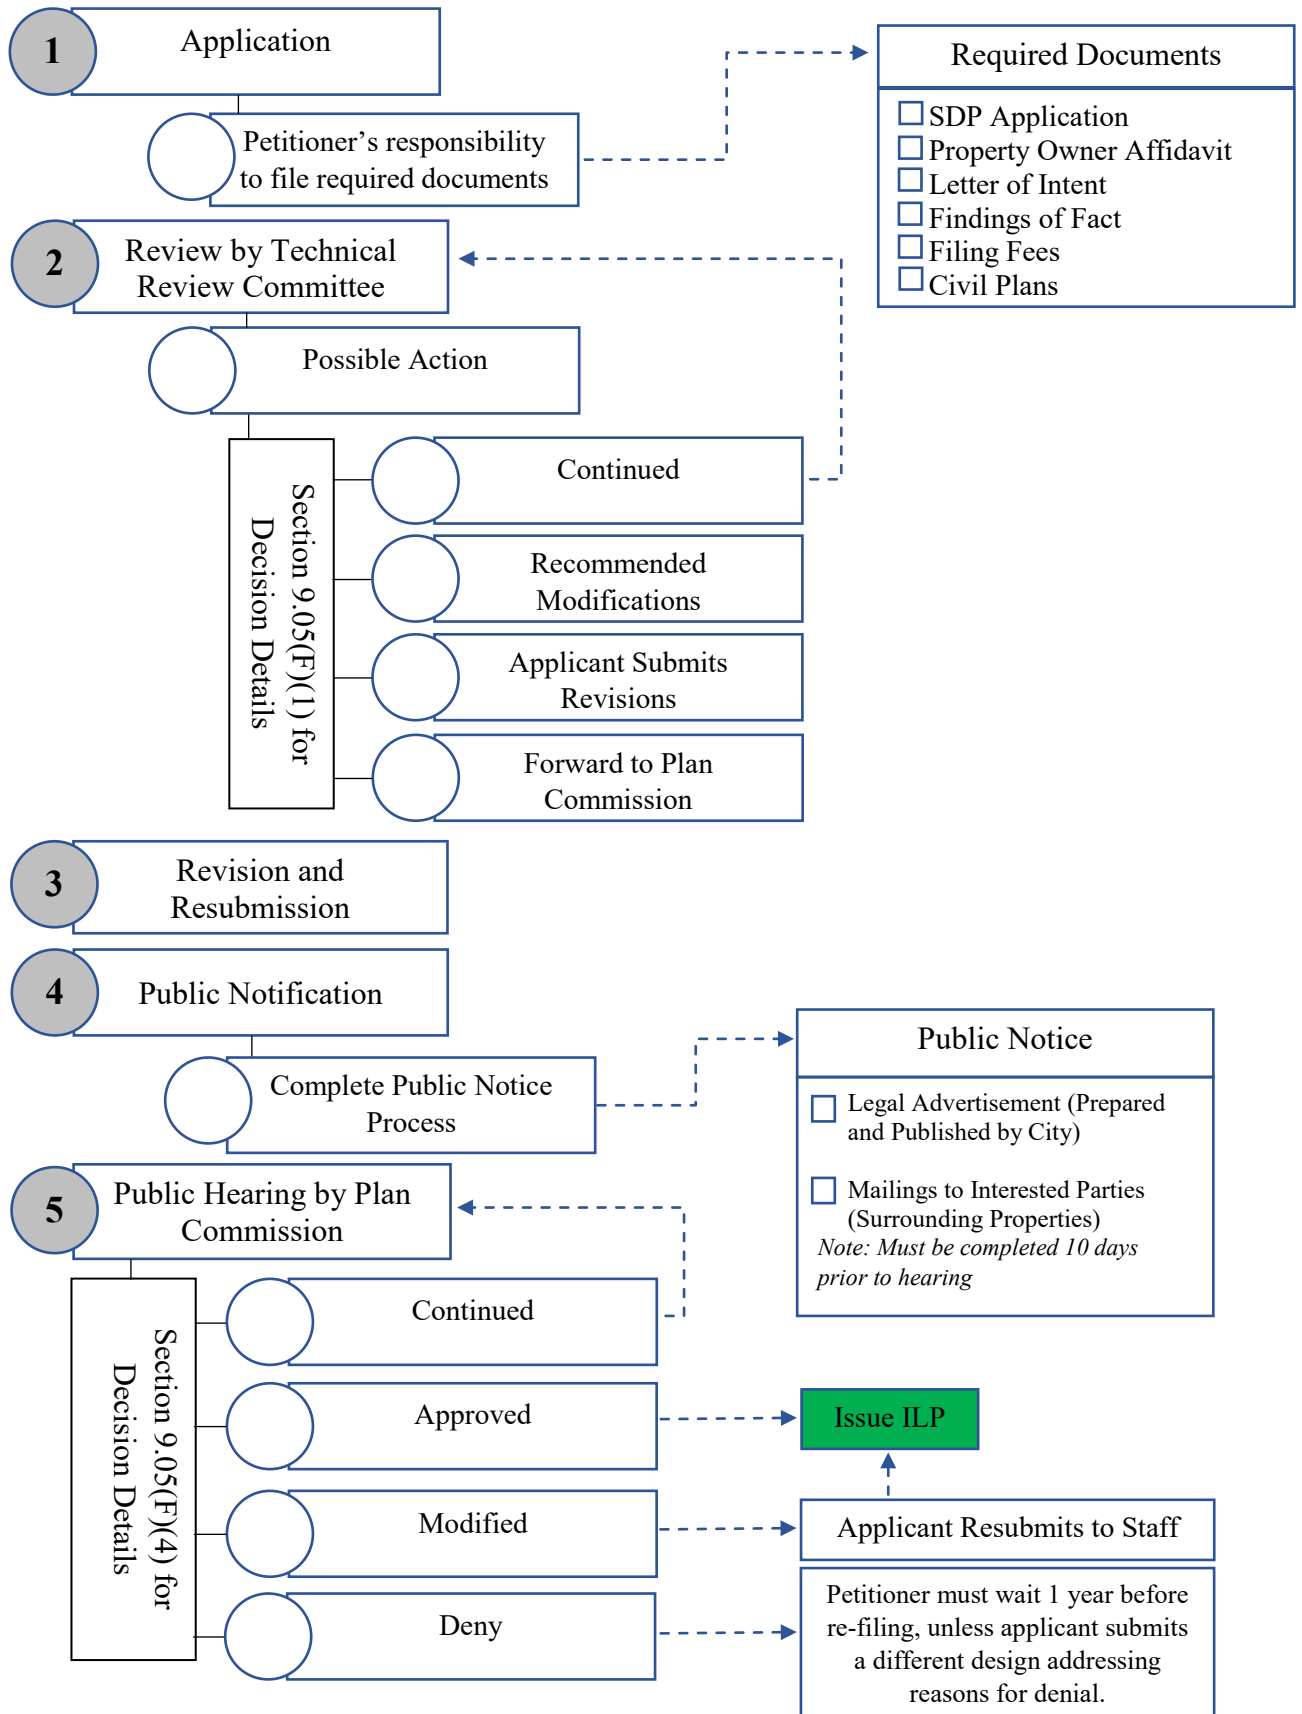 1
Application
Petitioner’s responsibility
to file required documents
Required Documents
SDP Application
Property Owner Affidavit
Letter of Intent
Findings of Fact
Filing Fees
Civil Plans
2
Review by Technical
Review Committee
Possible Action
Section 9.05(F)(1) for
Decision Details
Continued
Recommended
Modifications
Applicant Submits
Revisions
Forward to Plan
Commission
3
Revision and
Resubmission
4
Public Notification
Complete Public Notice
Process
Public Notice
Legal Advertisement (Prepared
and Published by City)
Mailings to Interested Parties
(Surrounding Properties)
Note: Must be completed 10 days
prior to hearing
5
Public Hearing by Plan
Commission
Section 9.05(F)(4) for
Decision Details
Continued
Approved
Issue ILP
Modified
Applicant Resubmits to Staff
Deny
Petitioner must wait 1 year before
re-filing, unless applicant submits
a different design addressing
reasons for denial.